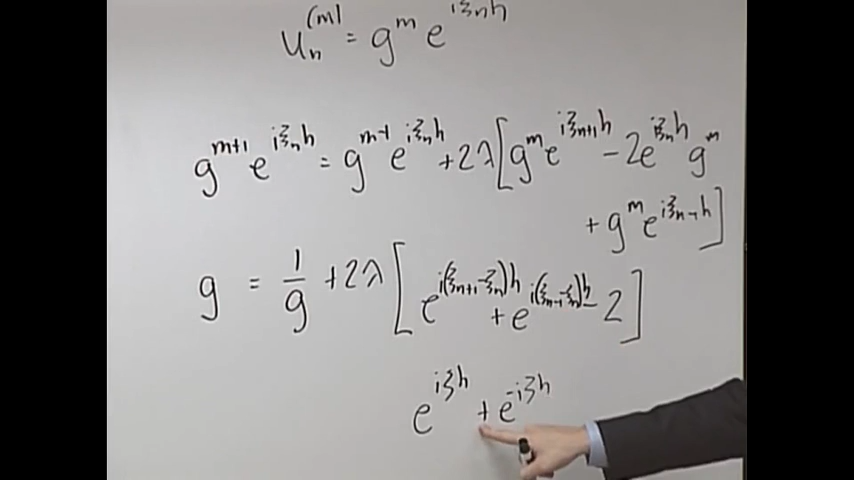 u_n^{(m)} = g^m e^{iξnh}
g^{m+1} e^{iξ_n h} = g^{m-1} e^{iξ_n h} + 2λ[g^m e^{iξ_{n+1} h} - 2e^{iξ_n h} g^m
+ g^m e^{iξ_{n-1} h}]
g = 1/g + 2λ[e^{i(ξ_{n+1} - ξ_n)h} + e^{i(ξ_{n-1} - ξ_n)h} - 2]
e^{iξh} + e^{-iξh}